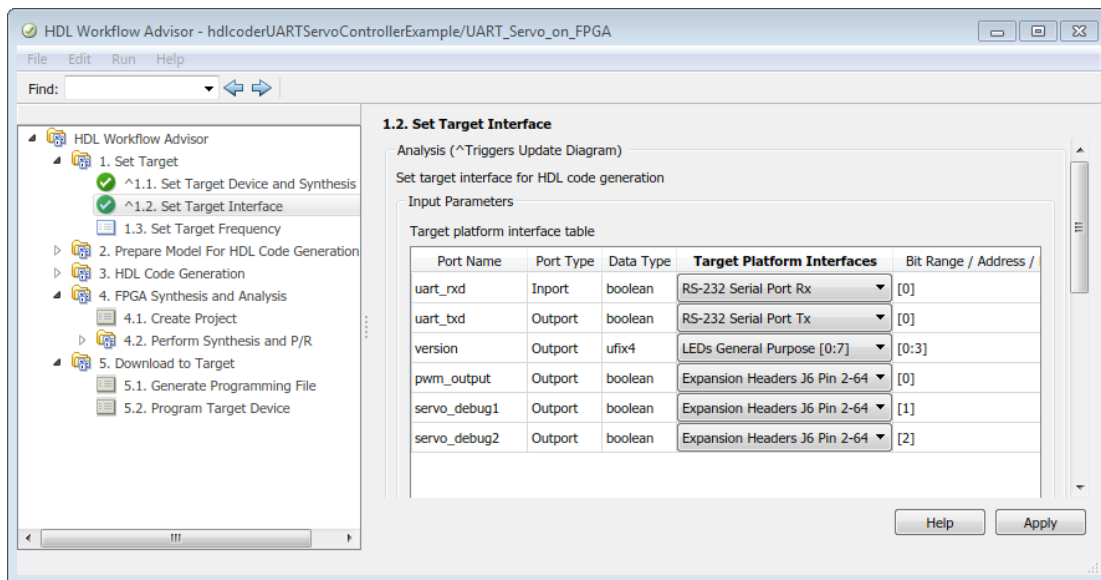 HDL Workflow Advisor - hdlcoderUARTServoControllerExample/UART_Servo_on_FPGA
File Edit Run Help
Find:
HDL Workflow Advisor
1. Set Target
^1.1. Set Target Device and Synthesis
^1.2. Set Target Interface
1.3. Set Target Frequency
2. Prepare Model For HDL Code Generation
3. HDL Code Generation
4. FPGA Synthesis and Analysis
4.1. Create Project
4.2. Perform Synthesis and P/R
5. Download to Target
5.1. Generate Programming File
5.2. Program Target Device
1.2. Set Target Interface
Analysis (^Triggers Update Diagram)
Set target interface for HDL code generation
Input Parameters
Target platform interface table
Port Name Port Type Data Type Target Platform Interfaces Bit Range / Address /
uart_rxd Inport boolean RS-232 Serial Port Rx [0]
uart_txd Outport boolean RS-232 Serial Port Tx [0]
version Outport ufix4 LEDs General Purpose [0:7] [0:3]
pwm_output Outport boolean Expansion Headers J6 Pin 2-64 [0]
servo_debug1 Outport boolean Expansion Headers J6 Pin 2-64 [1]
servo_debug2 Outport boolean Expansion Headers J6 Pin 2-64 [2]
Help Apply